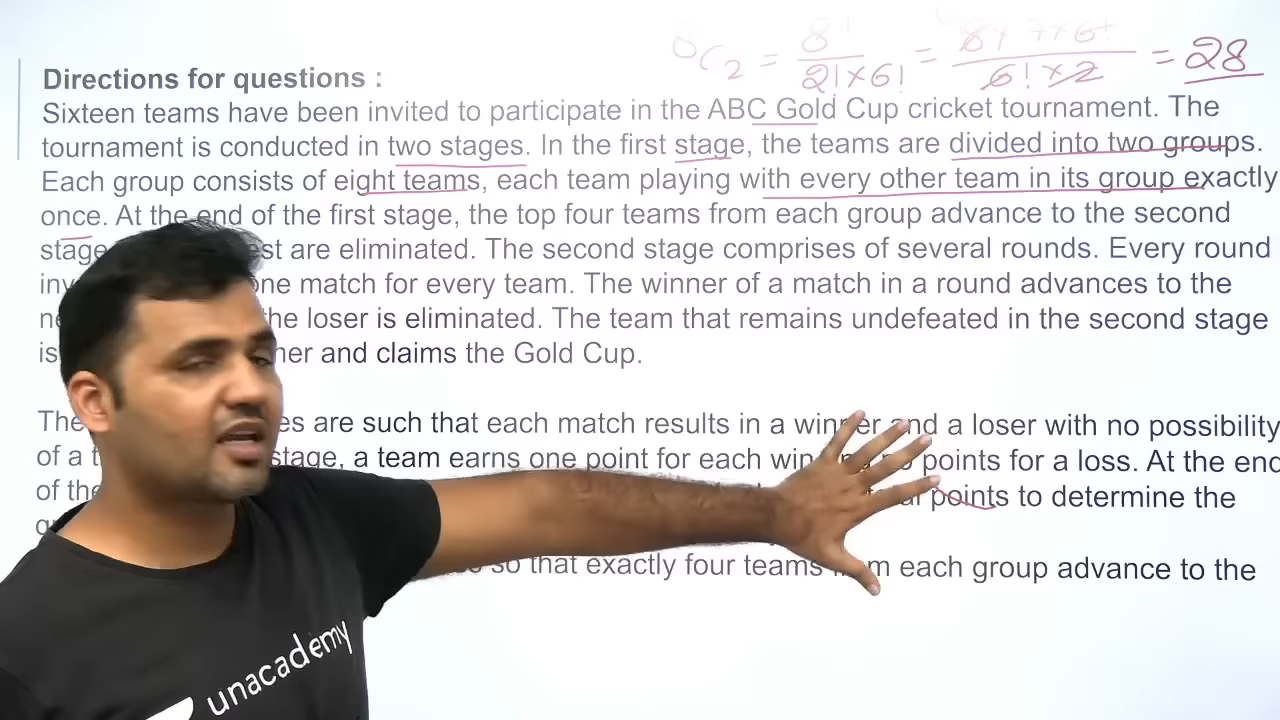 8C2 = 8! / 2! × 6! = 8 × 7 × 6! / 6! × 2 = 28
Directions for questions :
Sixteen teams have been invited to participate in the ABC Gold Cup cricket tournament. The
tournament is conducted in two stages. In the first stage, the teams are divided into two groups.
Each group consists of eight teams, each team playing with every other team in its group exactly
once. At the end of the first stage, the top four teams from each group advance to the second
stage are eliminated. The second stage comprises of several rounds. Every round
one match for every team. The winner of a match in a round advances to the
the loser is eliminated. The team that remains undefeated in the second stage
is and claims the Gold Cup.
are such that each match results in a winner and a loser with no possibility
of a stage, a team earns one point for each win points for a loss. At the end
of the points to determine the
so that exactly four teams from each group advance to the
unacademy